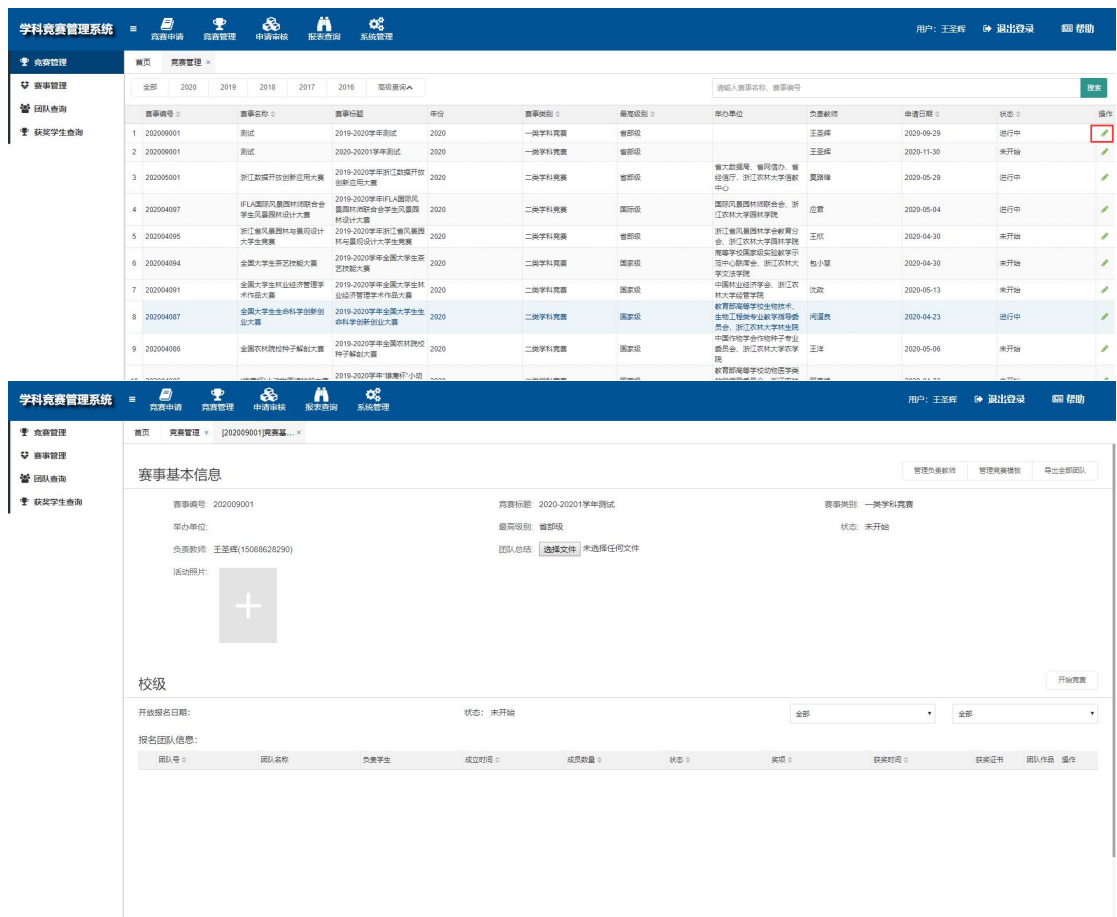 学科竞赛管理系统 ≡ 竞赛申请 竞赛管理 申请审核 报表查询 系统管理 用户：王圣辉 退出登录 帮助
竞赛管理
赛事管理
团队查询
获奖学生查询
首页 竞赛管理 ×
全部 2020 2019 2018 2017 2016 高级查询 请输入赛事名称、赛事编号 搜索
赛事编号 赛事名称 赛事标题 年份 赛事类别 最高级别 举办单位 负责教师 申请日期 状态 操作
1 202009001 测试 2019-2020学年测试 2020 一类学科竞赛 省部级 王圣辉 2020-09-29 进行中
2 202009001 测试 2020-20201学年测试 2020 一类学科竞赛 省部级 王圣辉 2020-11-30 未开始
3 202005001 浙江数据开放创新应用大赛 2019-2020学年浙江数据开放创新应用大赛 2020 二类学科竞赛 省部级 省大数据局、省网信办、省经信厅、浙江农林大学信教中心 莫路锋 2020-05-29 进行中
4 202004097 IFLA国际风景园林师联合会学生风景园林设计大赛 2019-2020学年IFLA国际风景园林师联合会学生风景园林设计大赛 2020 二类学科竞赛 国际级 国际风景园林师联合会、浙江农林大学园林学院 应君 2020-05-04 进行中
5 202004095 浙江省风景园林与景观设计大学生竞赛 2019-2020学年浙江省风景园林与景观设计大学生竞赛 2020 二类学科竞赛 省部级 浙江省风景园林学会教育分会、浙江农林大学园林学院 王欣 2020-04-30 未开始
6 202004094 全国大学生茶艺技能大赛 2019-2020学年全国大学生茶艺技能大赛 2020 二类学科竞赛 国家级 高等学校国家级实验教学示范中心联席会、浙江农林大学文法学院 包小慧 2020-04-30 未开始
7 202004091 全国大学生林业经济管理学术作品大赛 2019-2020学年全国大学生林业经济管理学术作品大赛 2020 二类学科竞赛 国家级 中国林业经济学会、浙江农林大学经管学院 沈政 2020-05-13 未开始
8 202004087 全国大学生生命科学创新创业大赛 2019-2020学年全国大学生生命科学创新创业大赛 2020 二类学科竞赛 国家级 教育部高等学校生物技术、生物工程类专业教学指导委员会、浙江农林大学林生院 2020-04-23 进行中
9 202004086 全国农林院校种子解剖大赛 2019-2020学年全国农林院校种子解剖大赛 2020 二类学科竞赛 国家级 中国作物学会作物种子专业委员会、浙江农林大学农学院 王洋 2020-05-06 未开始
2019-2020学年"雄鹰杯"小动 教育部高等学校动物医学类
学科竞赛管理系统 ≡ 竞赛申请 竞赛管理 申请审核 报表查询 系统管理 用户：王圣辉 退出登录 帮助
竞赛管理
赛事管理
团队查询
获奖学生查询
首页 竞赛管理 × [202009001]竞赛基... ×
赛事基本信息 管理负责教师 管理竞赛模板 导出全部团队
赛事编号: 202009001 竞赛标题: 2020-20201学年测试 赛事类别: 一类学科竞赛
举办单位: 最高级别: 省部级 状态: 未开始
负责教师: 王圣辉(15088628290) 团队总结: 选择文件 未选择任何文件
活动照片:
校级 开始竞赛
开放报名日期: 状态: 未开始 全部 全部
报名团队信息:
团队号 团队名称 负责学生 成立时间 成员数量 状态 奖项 获奖时间 获奖证书 团队作品 操作